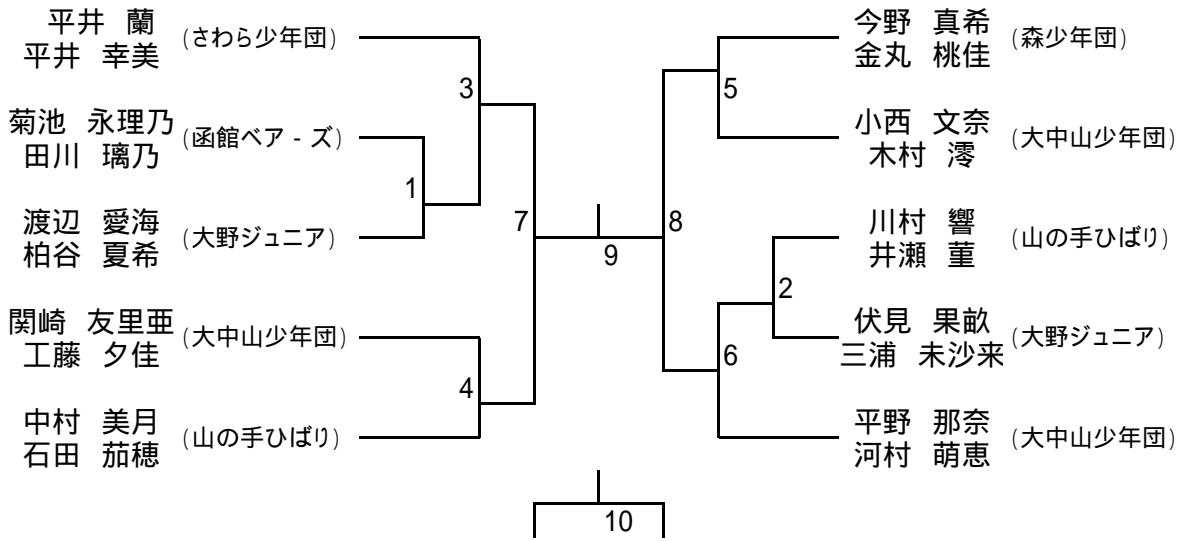 平井 蘭
平井 幸美
(さわら少年団)
3
菊池 永理乃
田川 璃乃
(函館ベア - ズ)
1
渡辺 愛海
柏谷 夏希
(大野ジュニア)
7
関崎 友里亜
工藤 夕佳
(大中山少年団)
4
中村 美月
石田 茄穂
(山の手ひばり)
9
今野 真希
金丸 桃佳
(森少年団)
5
小西 文奈
木村 澪
(大中山少年団)
8
川村 響
井瀬 菫
(山の手ひばり)
2
伏見 果畝
三浦 未沙来
(大野ジュニア)
6
平野 那奈
河村 萌恵
(大中山少年団)
10